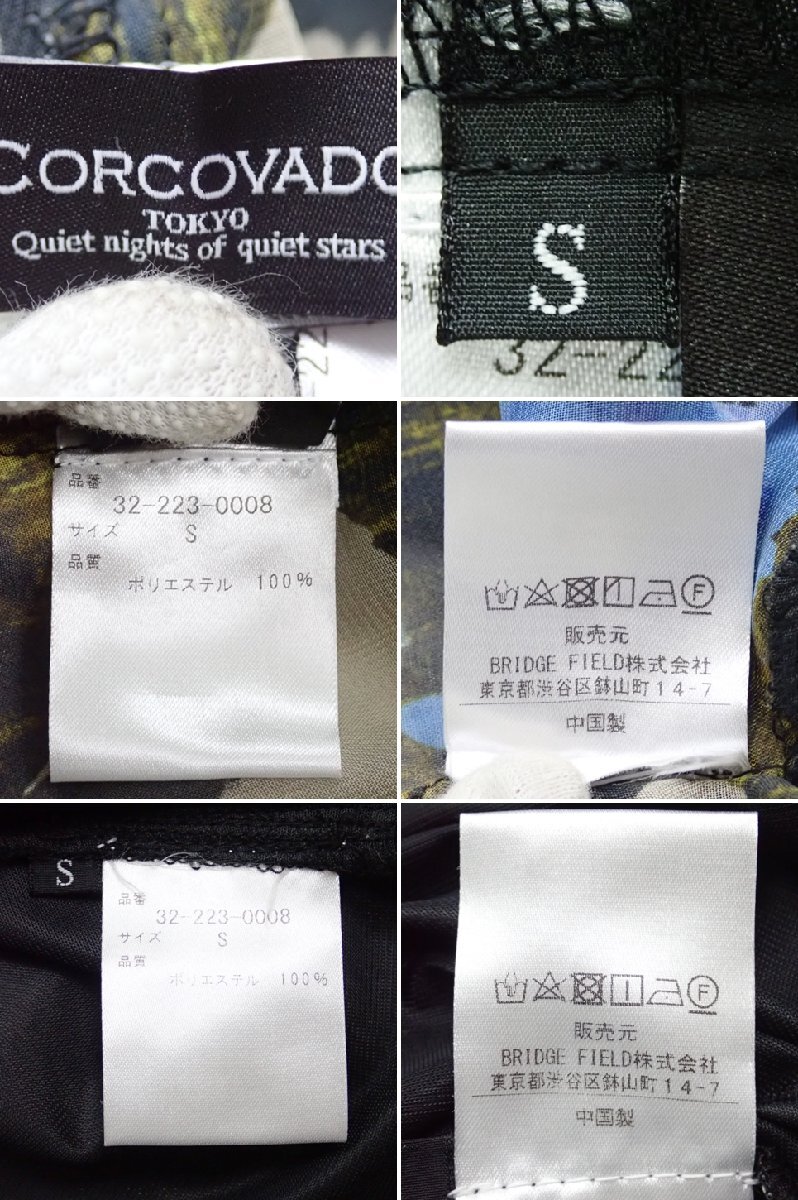 CORCOVADO
TOKYO
Quiet nights of quiet stars
S
32-22
品番
32-223-0008
サイズ S
品質
ポリエステル 100%
F
販売元
BRIDGE FIELD株式会社
東京都渋谷区鉢山町14-7
中国製
S
品番
32-223-0008
サイズ S
品質
ポリエステル 100%
F
販売元
BRIDGE FIELD株式会社
東京都渋谷区鉢山町14-7
中国製